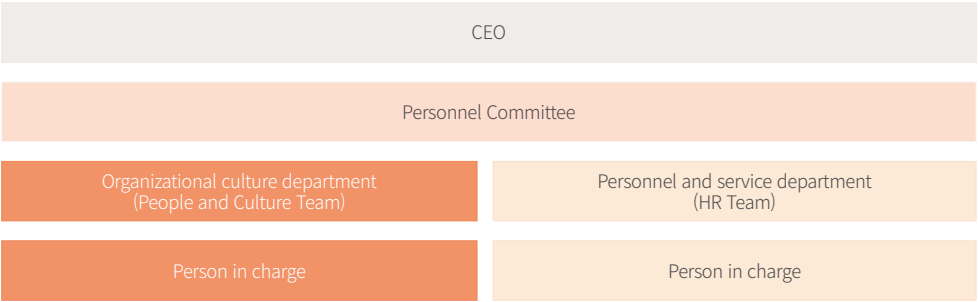 CEO
Personnel Committee
Organizational culture department
(People and Culture Team)
Personnel and service department
(HR Team)
Person in charge
Person in charge